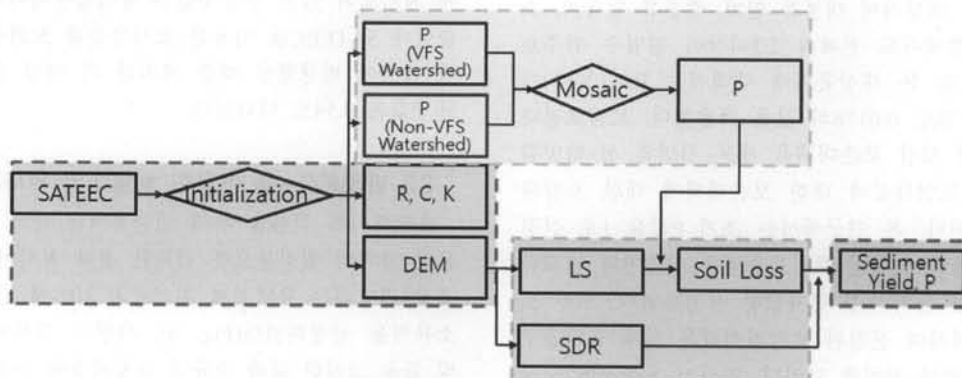 P
(VFS
Watershed)
Mosaic
P
P
(Non-VFS
Watershed)
SATEEC
Initialization
R, C, K
DEM
LS
Soil Loss
Sediment
Yield, P
SDR